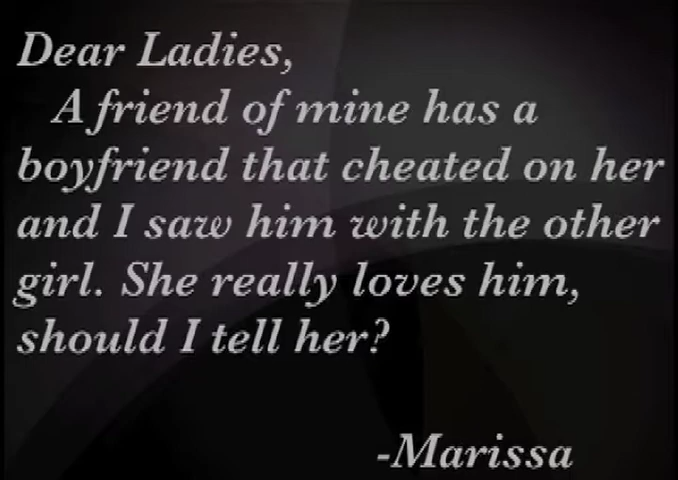 Dear Ladies,
A friend of mine has a
boyfriend that cheated on her
and I saw him with the other
girl. She really loves him,
should I tell her?
-Marissa